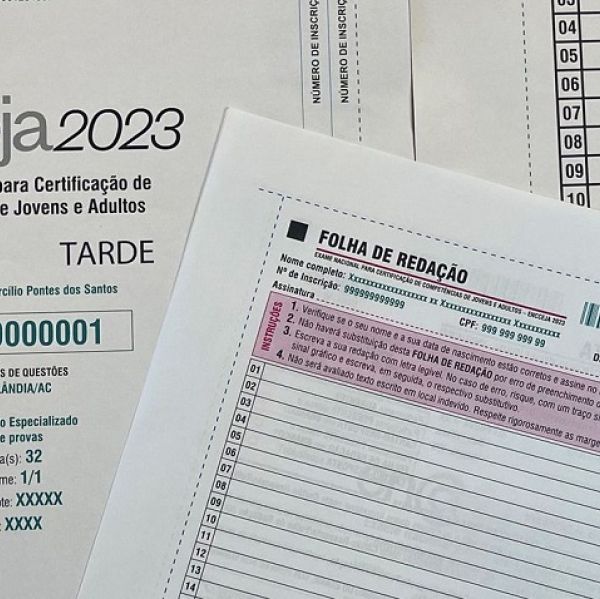 ja2023
para Certificação de
e Jovens e Adultos
TARDE
rcílio Pontes dos Santos
0000001
S DE QUESTÕES
LÂNDIA/AC
o Especializado
e provas
a(s): 32
me: 1/1
te: XXXXX
: XXXX
NÚMERO DE INSCRIÇ
NÚMERO DE INSCRIÇ
03
04
05
06
07
08
09
10
FOLHA DE REDAÇÃO
EXAME NACIONAL PARA CERTIFICAÇÃO DE COMPETÊNCIAS DE JOVENS E ADULTOS - ENCCEJA 2023
Nome completo: Xxxxxxxxxxxxxxxxxx xx Xxxxxxxxxxxxxxx Xxxxxxxxxx
Nº de Inscrição: 999999999999
CPF: 999 999 999 99
Assinatura
INSTRUÇÕES
1. Verifique se o seu nome e a sua data de nascimento estão corretos e assine no
2. Não haverá substituição desta FOLHA DE REDAÇÃO por erro de preenchimento
3. Escreva a sua redação com letra legível. No caso de erro, risque, com um traço si
sinal gráfico e escreva, em seguida, o respectivo substitutivo.
4. Não será avaliado texto escrito em local indevido. Respeite rigorosamente as marge
01
02
03
04
05
06
07
08
09
10
11
12
13
14